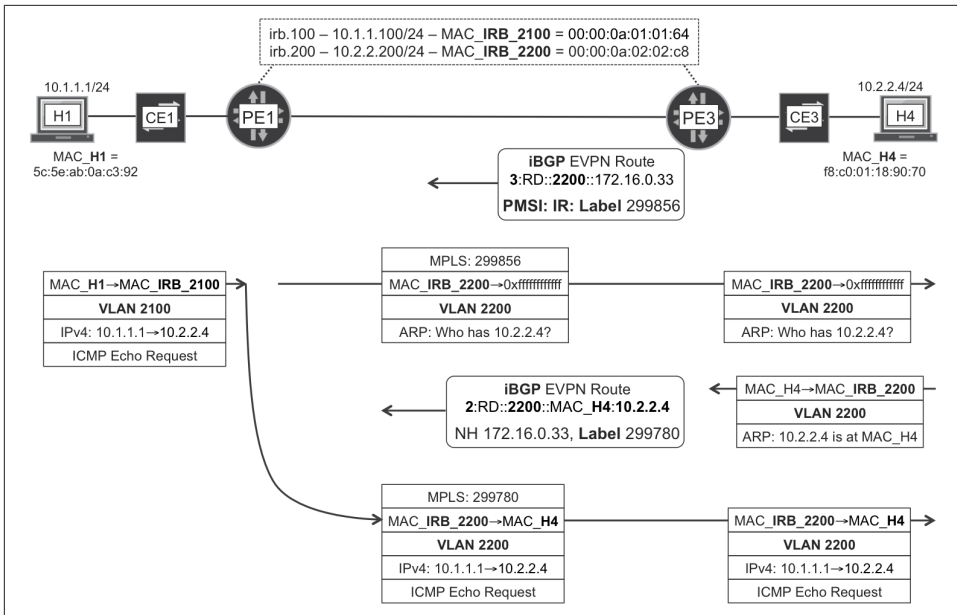 irb.100 – 10.1.1.100/24 – MAC_IRB_2100 = 00:00:0a:01:01:64
irb.200 – 10.2.2.200/24 – MAC_IRB_2200 = 00:00:0a:02:02:c8
10.1.1.1/24
10.2.2.4/24
H1
CE1
PE1
PE3
CE3
H4
MAC_H1 =
5c:5e:ab:0a:c3:92
MAC_H4 =
f8:c0:01:18:90:70
iBGP EVPN Route
3:RD::2200::172.16.0.33
PMSI: IR: Label 299856
MAC_H1→MAC_IRB_2100
VLAN 2100
IPv4: 10.1.1.1→10.2.2.4
ICMP Echo Request
MPLS: 299856
MAC_IRB_2200→0xffffffffffff
VLAN 2200
ARP: Who has 10.2.2.4?
MAC_IRB_2200→0xffffffffffff
VLAN 2200
ARP: Who has 10.2.2.4?
iBGP EVPN Route
2:RD::2200::MAC_H4:10.2.2.4
NH 172.16.0.33, Label 299780
MAC_H4→MAC_IRB_2200
VLAN 2200
ARP: 10.2.2.4 is at MAC_H4
MPLS: 299780
MAC_IRB_2200→MAC_H4
VLAN 2200
IPv4: 10.1.1.1→10.2.2.4
ICMP Echo Request
MAC_IRB_2200→MAC_H4
VLAN 2200
IPv4: 10.1.1.1→10.2.2.4
ICMP Echo Request